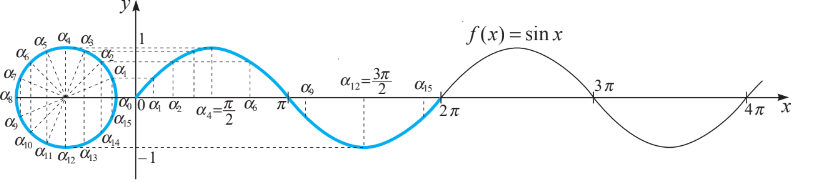 y
f(x) = sin x
1
α₄
α₅ α₃
α₆ α₂
α₇ α₁
α₈ α₀
α₉ α₁₅
α₁₀ α₁₄
α₁₁ α₁₃
α₁₂
0 α₁ α₂ α₄=π/2 α₆ π α₉ α₁₂=3π/2 α₁₅ 2π 3π 4π x
−1